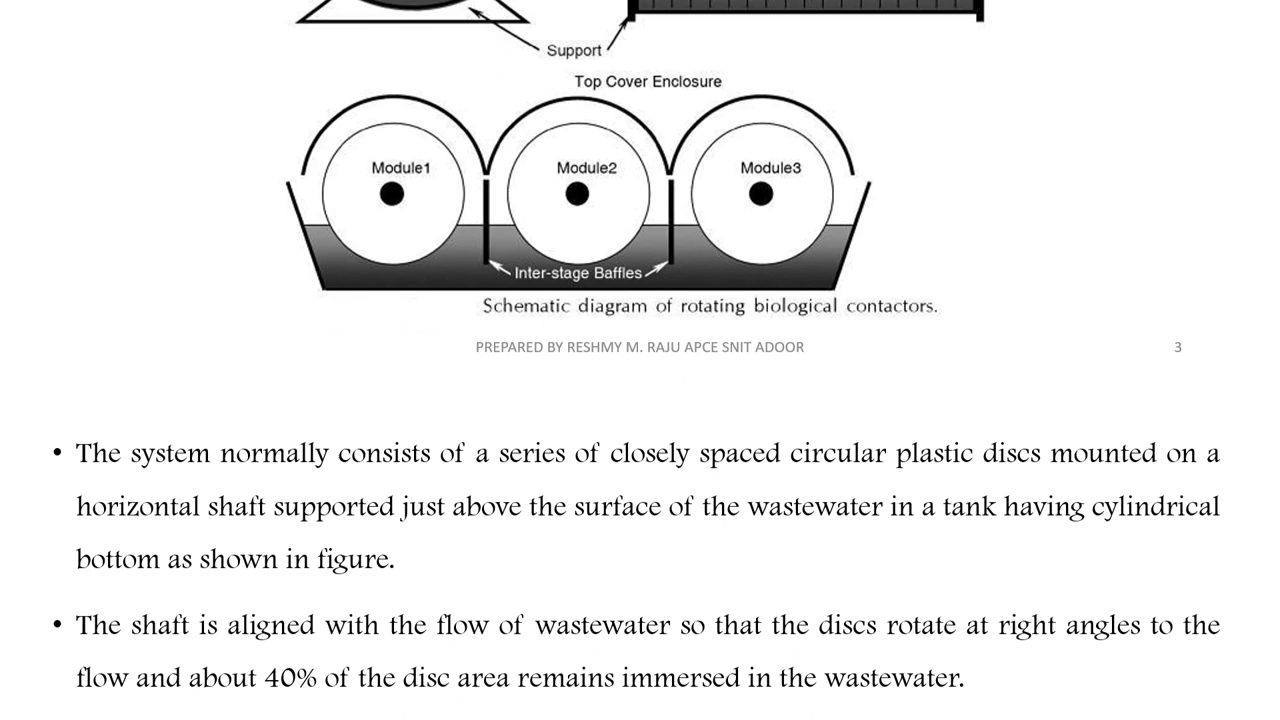 Support
Top Cover Enclosure
Module1 Module2 Module3
Inter-stage Baffles
Schematic diagram of rotating biological contactors.
PREPARED BY RESHMY M. RAJU APCE SNIT ADOOR 3
• The system normally consists of a series of closely spaced circular plastic discs mounted on a
horizontal shaft supported just above the surface of the wastewater in a tank having cylindrical
bottom as shown in figure.
• The shaft is aligned with the flow of wastewater so that the discs rotate at right angles to the
flow and about 40% of the disc area remains immersed in the wastewater.